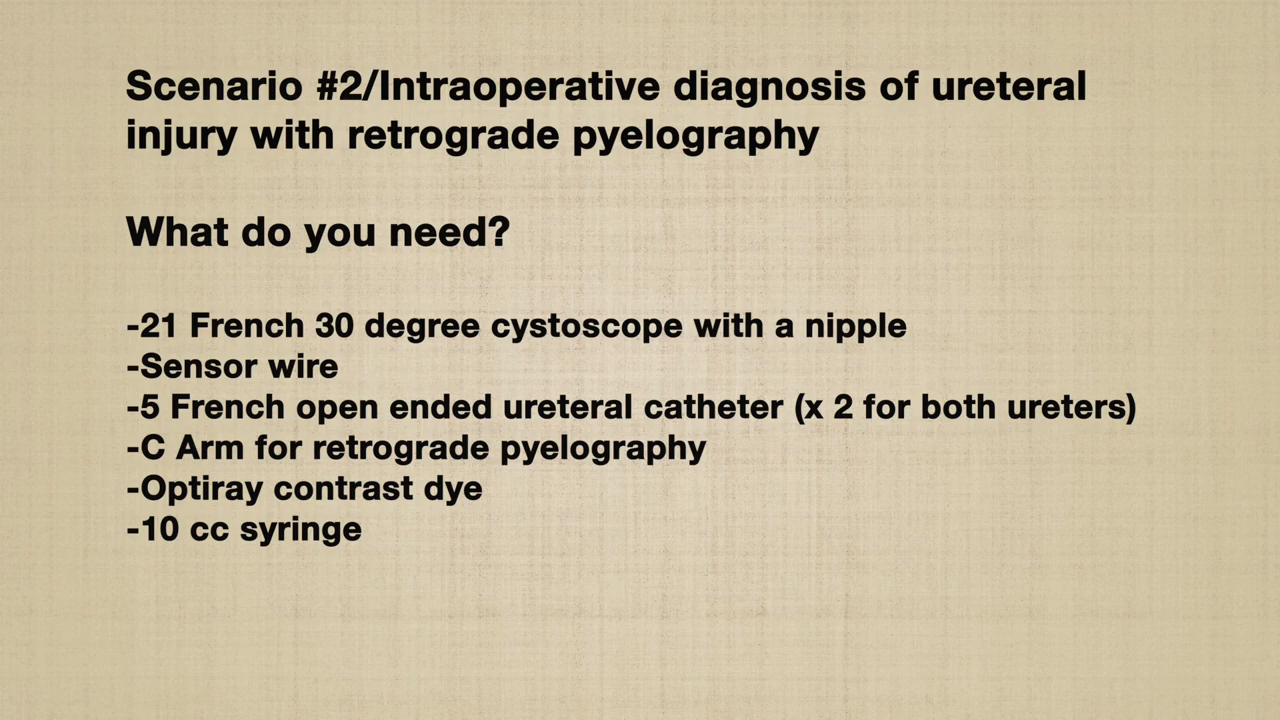 Scenario #2/Intraoperative diagnosis of ureteral
injury with retrograde pyelography
What do you need?
-21 French 30 degree cystoscope with a nipple
-Sensor wire
-5 French open ended ureteral catheter (x 2 for both ureters)
-C Arm for retrograde pyelography
-Optiray contrast dye
-10 cc syringe